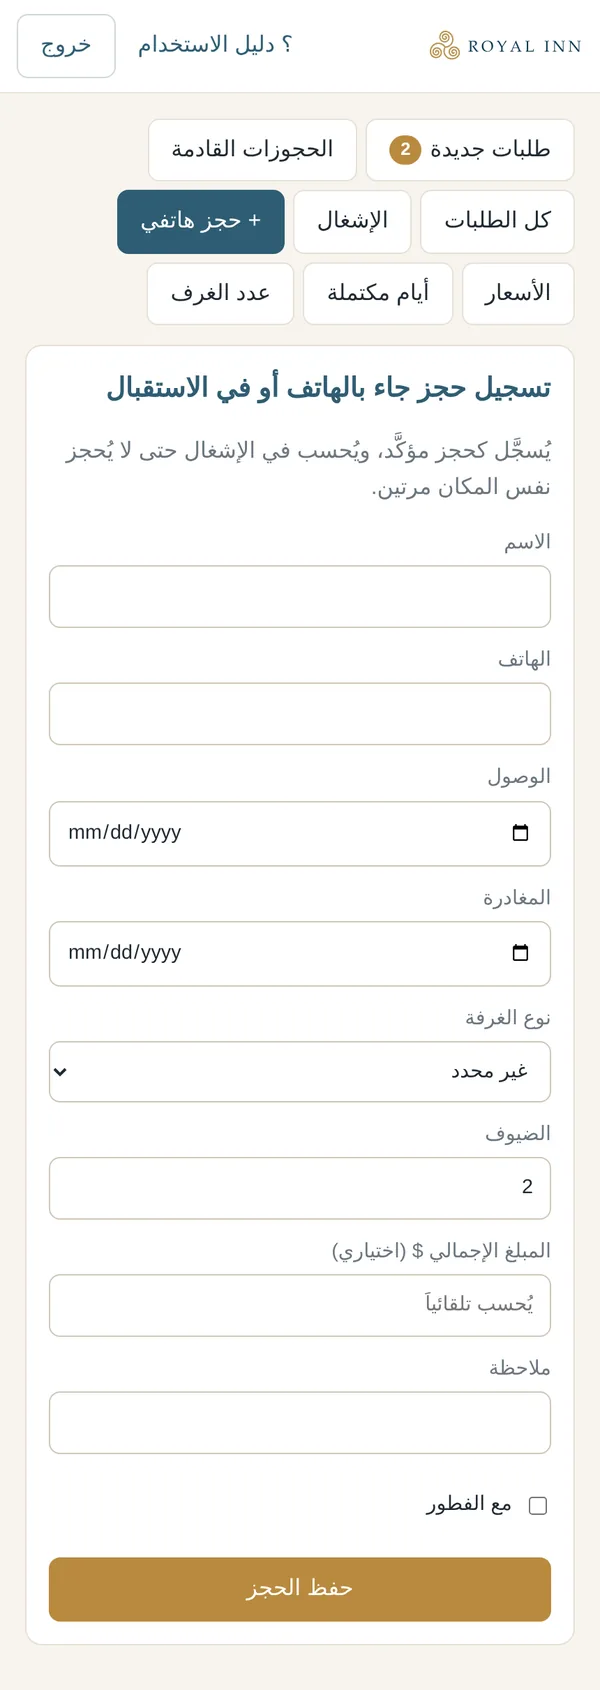 ROYAL INN
؟ دليل الاستخدام
خروج
طلبات جديدة 2
الحجوزات القادمة
كل الطلبات
الإشغال
+ حجز هاتفي
الأسعار
أيام مكتملة
عدد الغرف
تسجيل حجز جاء بالهاتف أو في الاستقبال
يُسجَّل كحجز مؤكَّد، ويُحسب في الإشغال حتى لا يُحجز
نفس المكان مرتين.
الاسم
الهاتف
الوصول
mm/dd/yyyy
المغادرة
mm/dd/yyyy
نوع الغرفة
غير محدد
الضيوف
2
المبلغ الإجمالي $ (اختياري)
يُحسب تلقائياً
ملاحظة
مع الفطور
حفظ الحجز